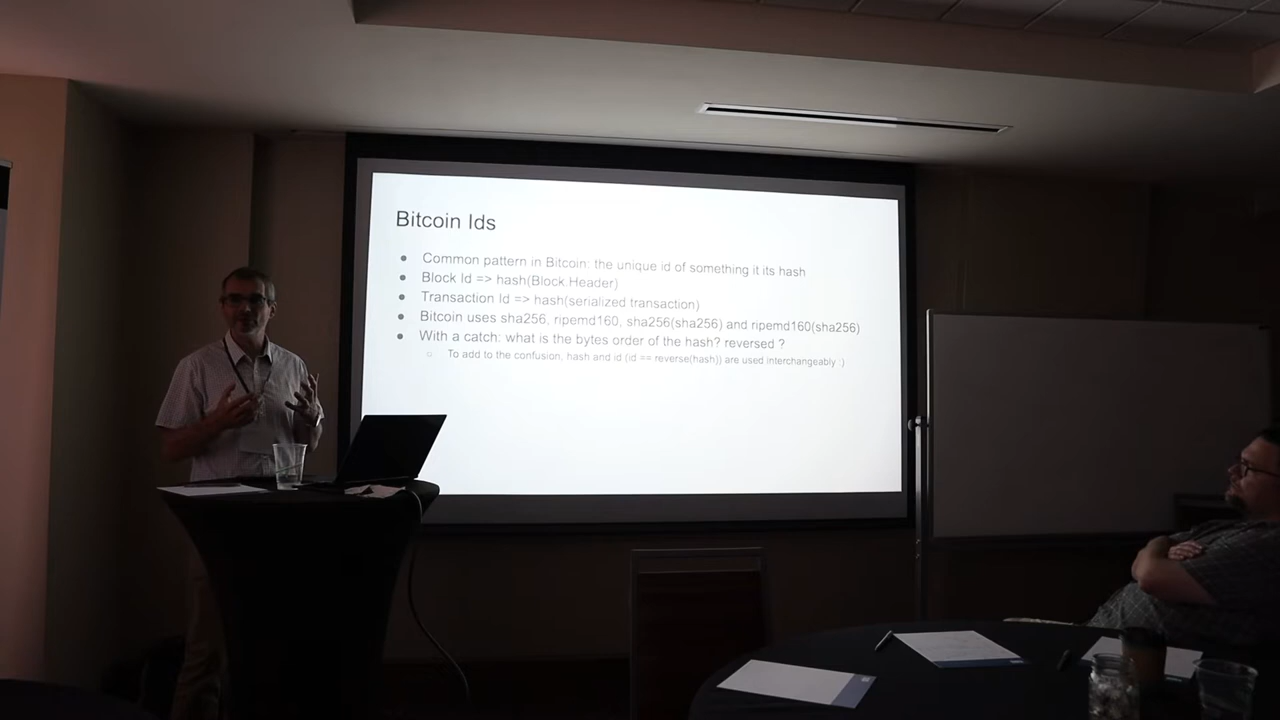 Bitcoin Ids
Common pattern in Bitcoin: the unique id of something it its hash
Block Id => hash(Block.Header)
Transaction Id => hash(serialized transaction)
Bitcoin uses sha256, ripemd160, sha256(sha256) and ripemd160(sha256)
With a catch: what is the bytes order of the hash? reversed ?
To add to the confusion, hash and id (id == reverse(hash)) are used interchangeably :)